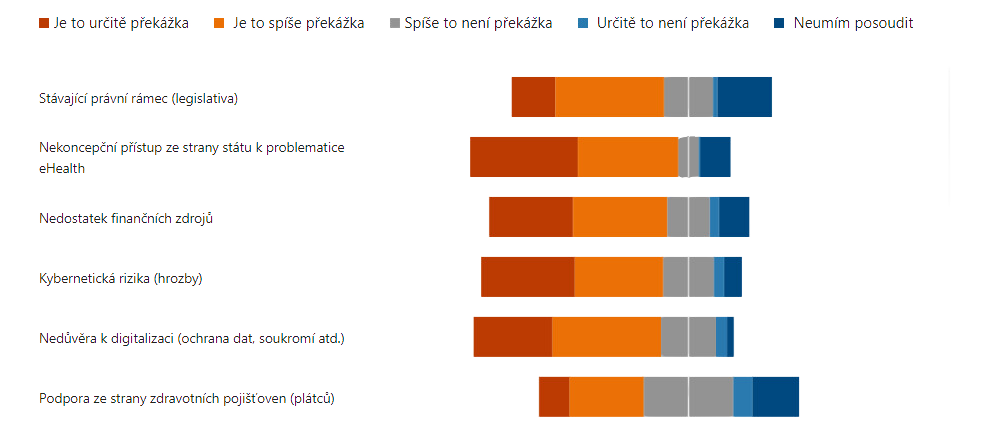 Je to určitě překážka Je to spíše překážka Spíše to není překážka Určitě to není překážka Neumím posoudit
Stávající právní rámec (legislativa)
Nekoncepční přístup ze strany státu k problematice
eHealth
Nedostatek finančních zdrojů
Kybernetická rizika (hrozby)
Nedůvěra k digitalizaci (ochrana dat, soukromí atd.)
Podpora ze strany zdravotních pojišťoven (plátců)